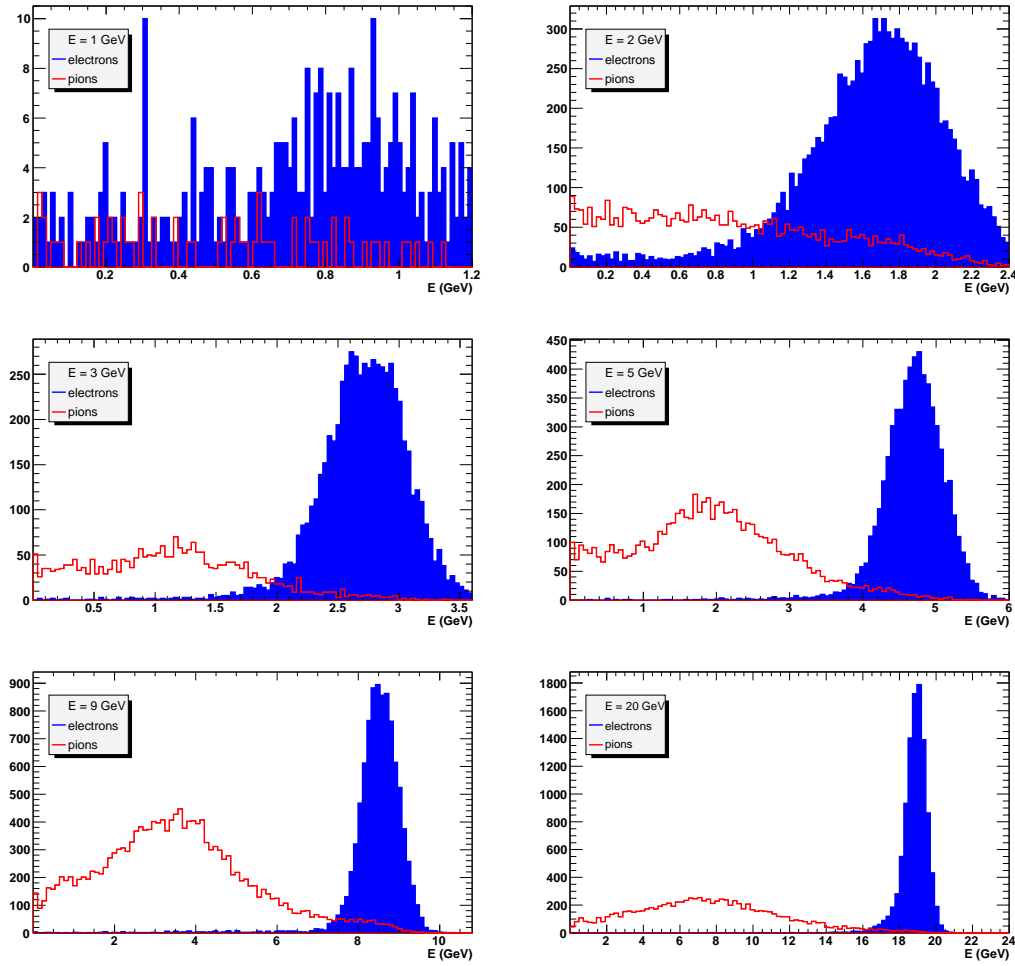 10
8
6
4
2
0
E = 1 GeV
electrons
pions
0.2 0.4 0.6 0.8 1 1.2
E (GeV)
300
250
200
150
100
50
0
E = 2 GeV
electrons
pions
0.2 0.4 0.6 0.8 1 1.2 1.4 1.6 1.8 2 2.2 2.4
E (GeV)
250
200
150
100
50
0
E = 3 GeV
electrons
pions
0.5 1 1.5 2 2.5 3 3.5
E (GeV)
450
400
350
300
250
200
150
100
50
0
E = 5 GeV
electrons
pions
1 2 3 4 5 6
E (GeV)
900
800
700
600
500
400
300
200
100
0
E = 9 GeV
electrons
pions
2 4 6 8 10
E (GeV)
1800
1600
1400
1200
1000
800
600
400
200
0
E = 20 GeV
electrons
pions
2 4 6 8 10 12 14 16 18 20 22 24
E (GeV)